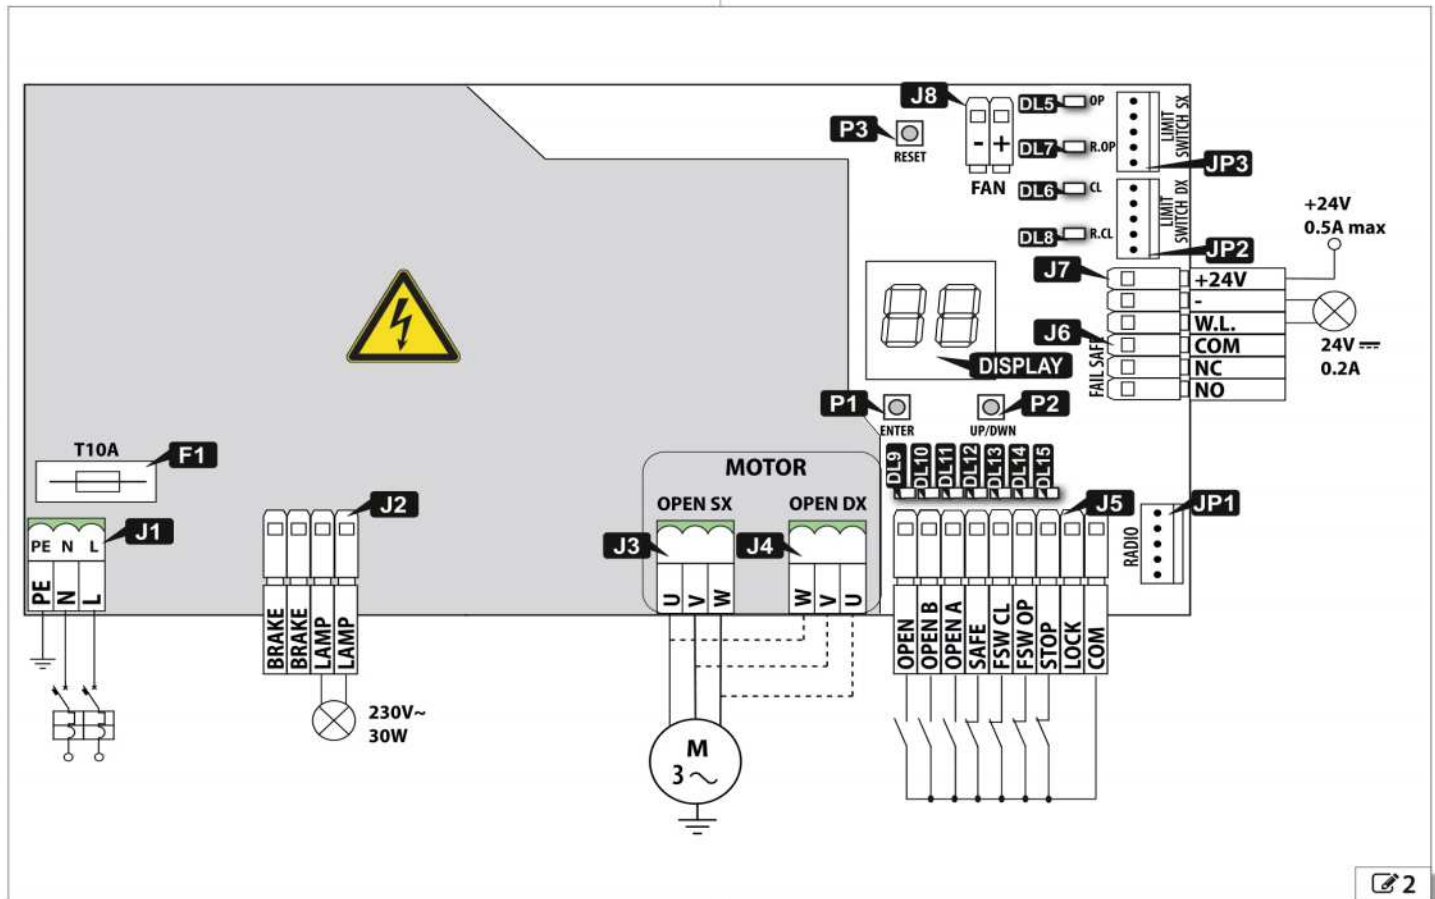 J8
P3
RESET
-
+
FAN
DL5
OP
DL7
R.OP
DL6
CL
DL8
R.CL
LIMIT
SWITCH SX
JP3
LIMIT
SWITCH DX
JP2
+24V
0.5A max
J7
+24V
-
W.L.
J6
COM
NC
NO
FAIL SAFE
24V
0.2A
88
DISPLAY
P1
ENTER
P2
UP/DWN
T10A
F1
J1
PE N L
PE
N
L
J2
BRAKE
BRAKE
LAMP
LAMP
230V~
30W
MOTOR
OPEN SX
OPEN DX
J3
J4
U
V
W
W
V
U
M
3~
DL9
DL10
DL11
DL12
DL13
DL14
DL15
J5
OPEN
OPEN B
OPEN A
SAFE
FSW CL
FSW OP
STOP
LOCK
COM
RADIO
JP1
2